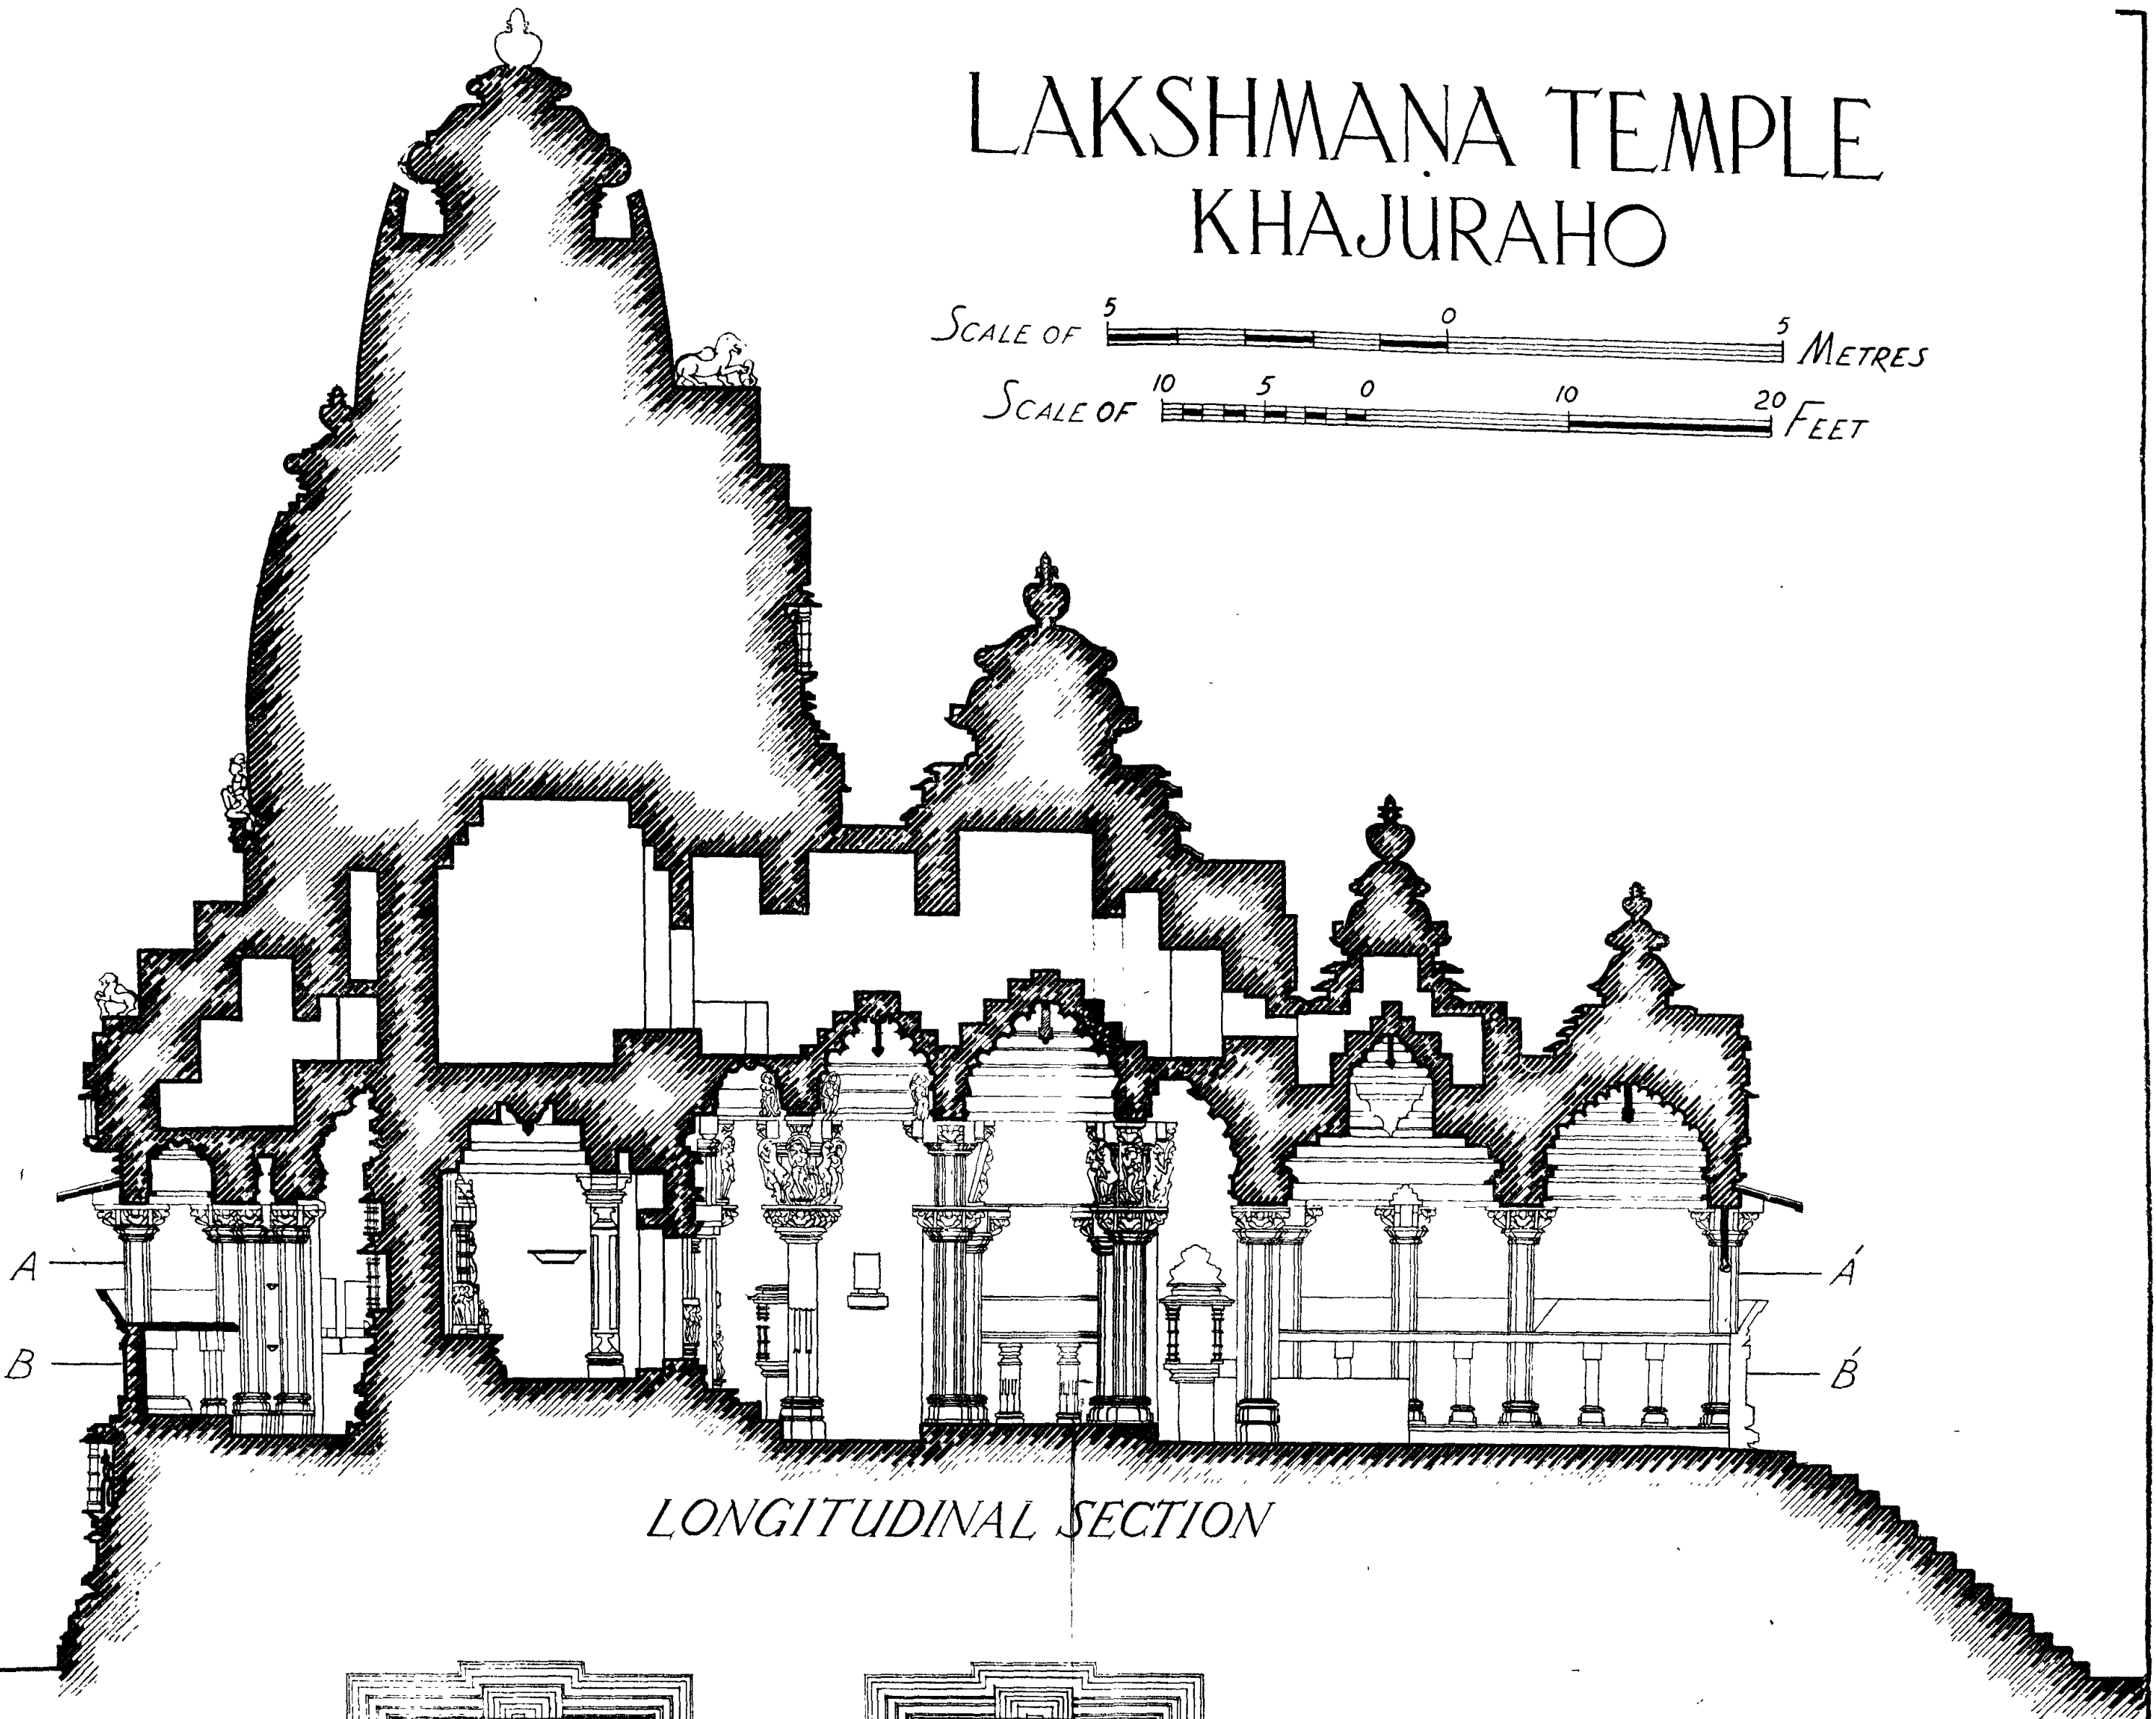 LAKSHMAṆA TEMPLE
KHAJURAHO
SCALE OF 5 0 5 METRES
SCALE OF 10 5 0 10 20 FEET
A Á
B B́
LONGITUDINAL SECTION